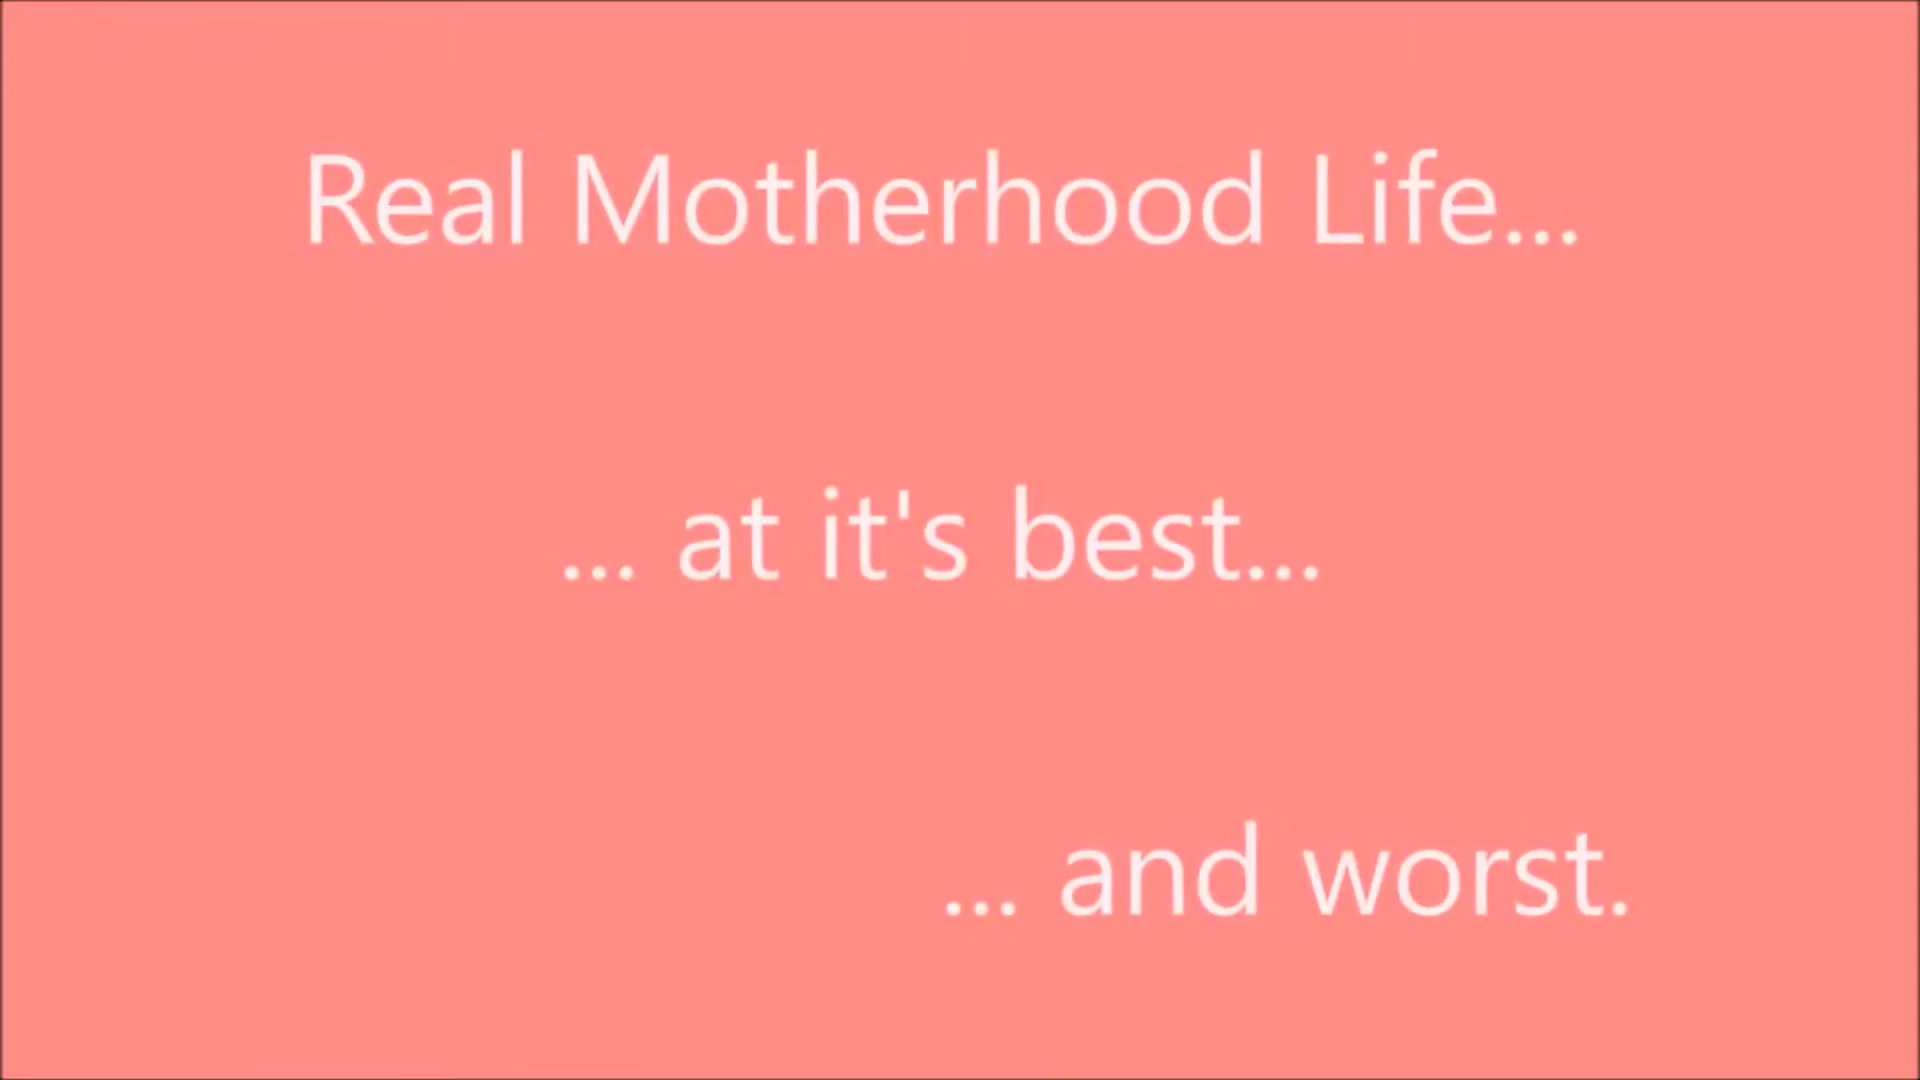 Real Motherhood Life...
... at it's best...
... and worst.